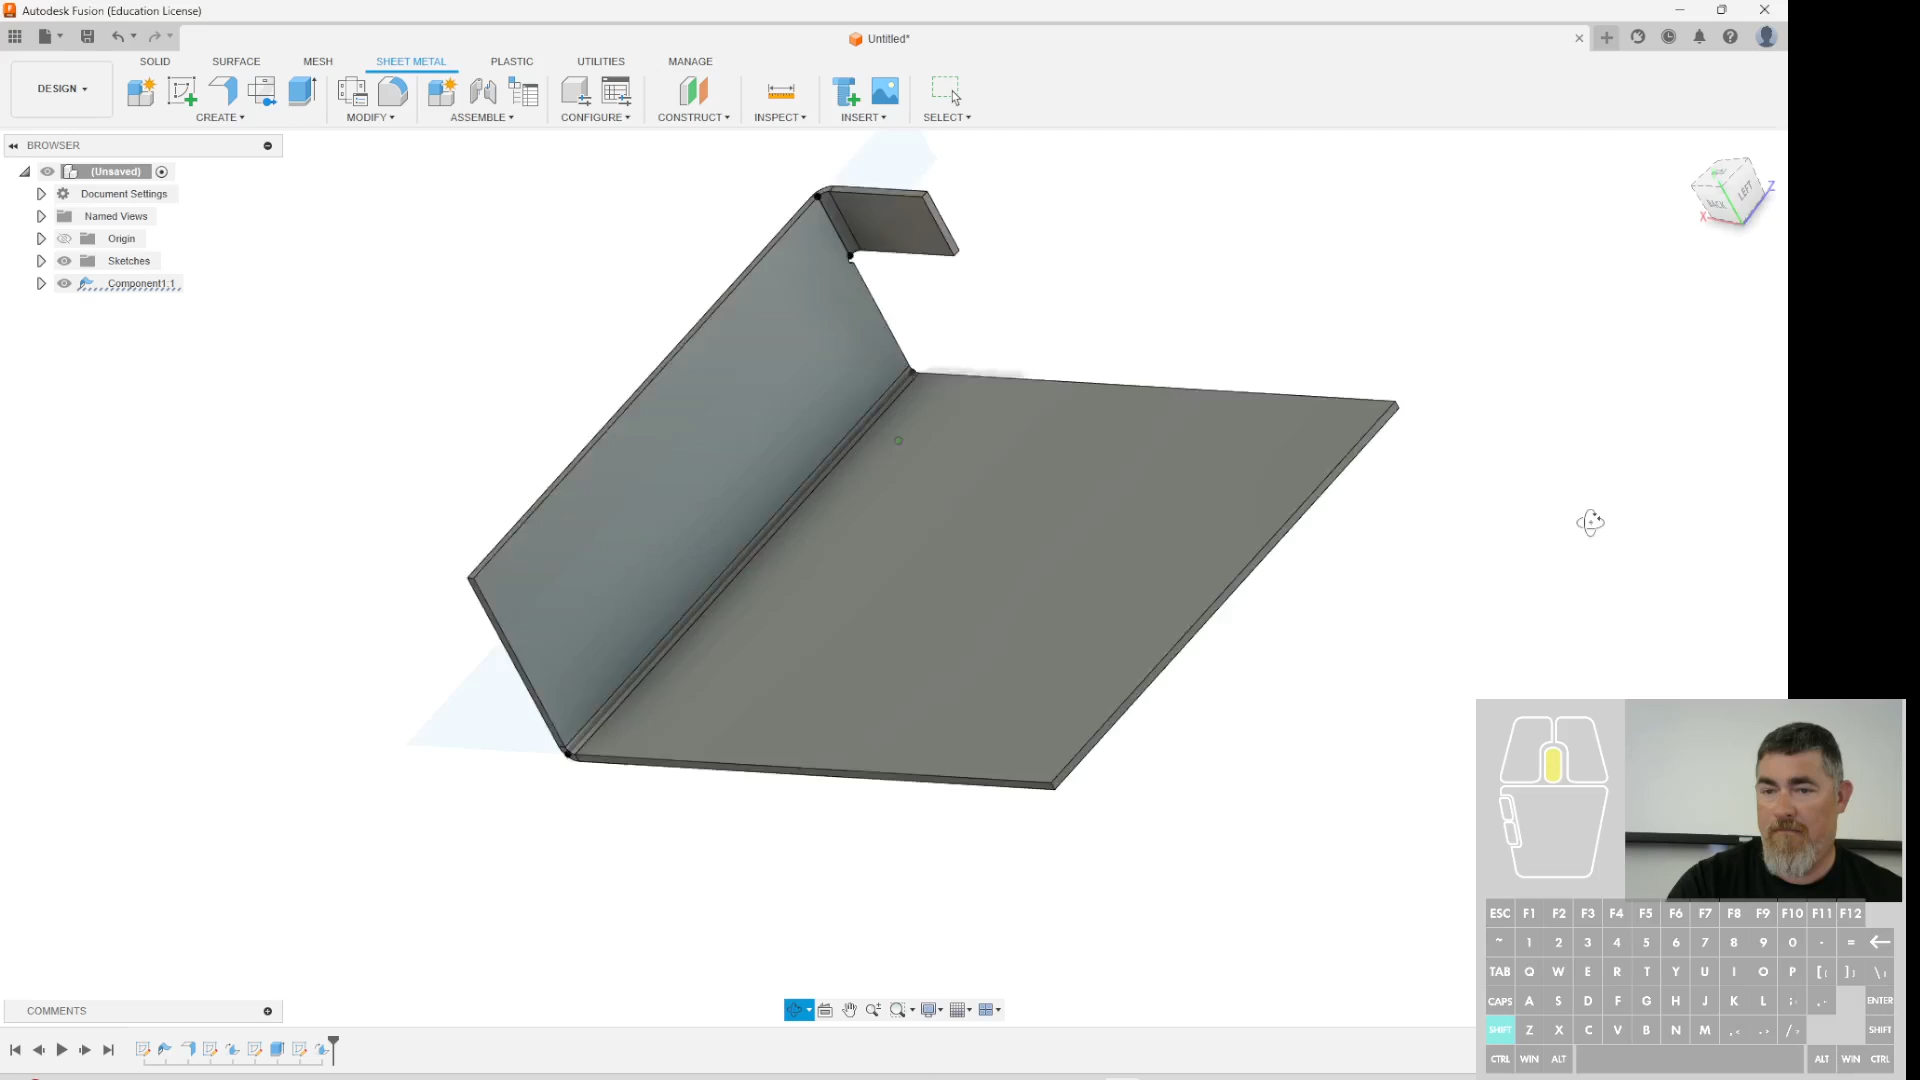 Autodesk Fusion (Education License)
Untitled*
SOLID SURFACE MESH SHEET METAL PLASTIC UTILITIES MANAGE
DESIGN
CREATE MODIFY ASSEMBLE CONFIGURE CONSTRUCT INSPECT INSERT SELECT
BROWSER
(Unsaved)
Document Settings
Named Views
Origin
Sketches
Component1:1
BACK LEFT
X Z
COMMENTS
ESC F1 F2 F3 F4 F5 F6 F7 F8 F9 F10 F11 F12
~ 1 2 3 4 5 6 7 8 9 0 - = ←
TAB Q W E R T Y U I O P [ ] \
CAPS A S D F G H J K L ; ENTER
SHIFT Z X C V B N M , . / SHIFT
CTRL WIN ALT ALT WIN CTRL